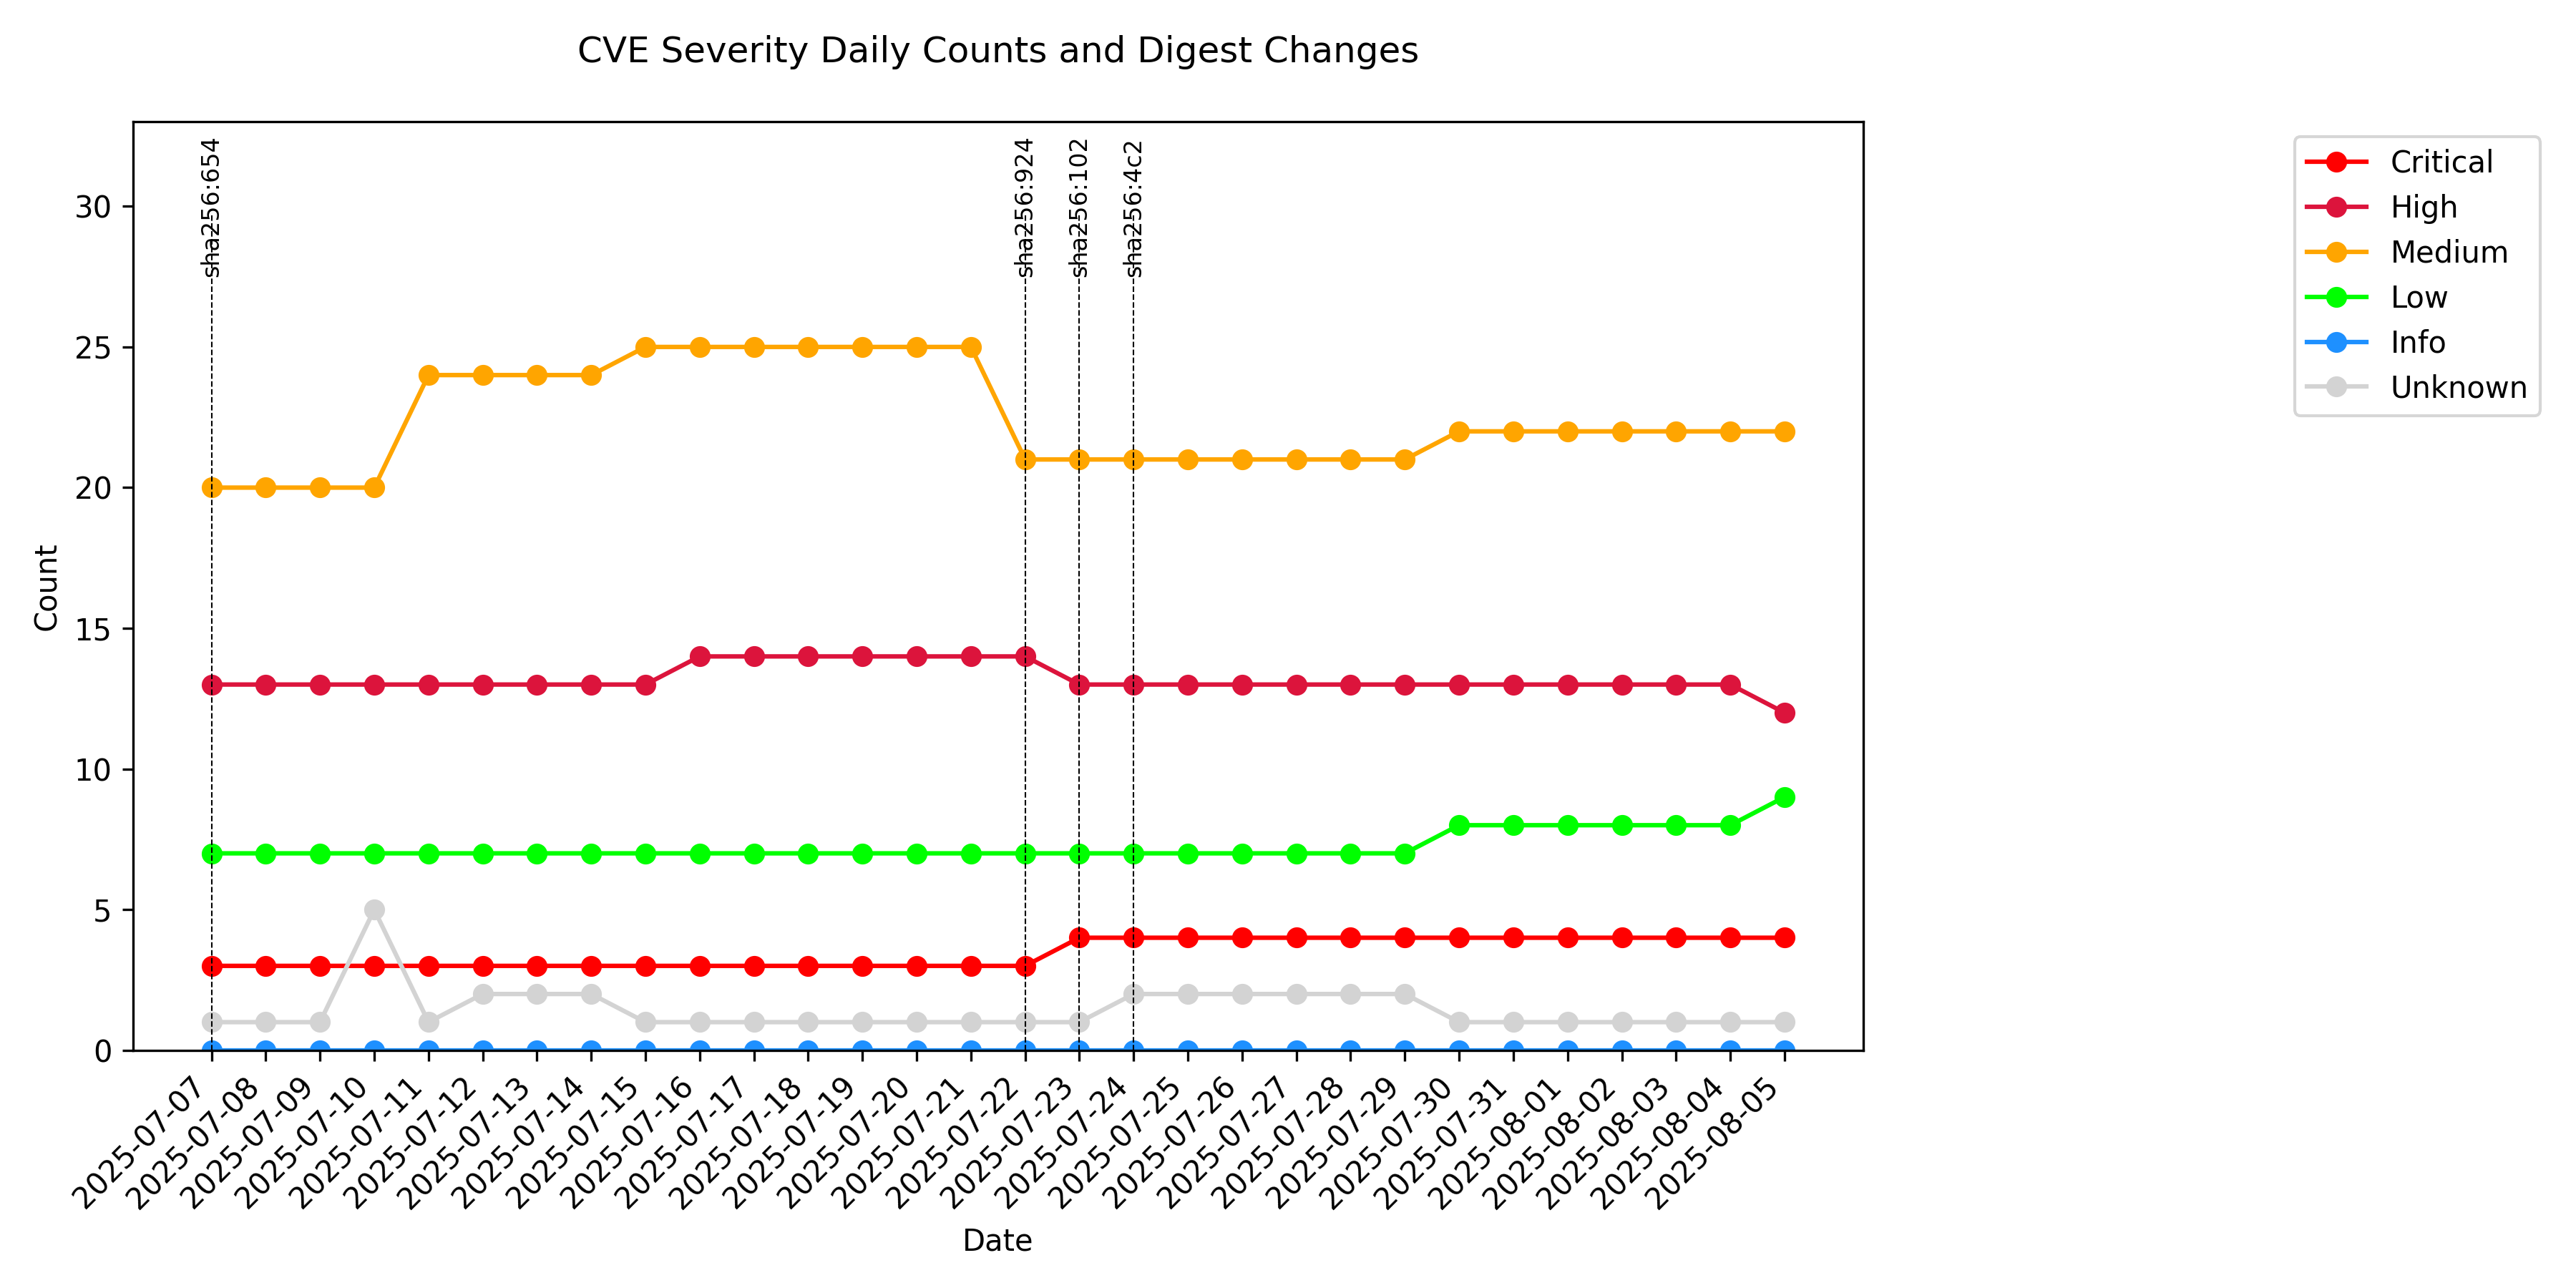 CVE Severity Daily Counts and Digest Changes
sha256:654
sha256:924
sha256:102
sha256:4c2
Critical
High
Medium
Low
Info
Unknown
30
25
20
15
10
5
0
Count
2025-07-07
2025-07-08
2025-07-09
2025-07-10
2025-07-11
2025-07-12
2025-07-13
2025-07-14
2025-07-15
2025-07-16
2025-07-17
2025-07-18
2025-07-19
2025-07-20
2025-07-21
2025-07-22
2025-07-23
2025-07-24
2025-07-25
2025-07-26
2025-07-27
2025-07-28
2025-07-29
2025-07-30
2025-07-31
2025-08-01
2025-08-02
2025-08-03
2025-08-04
2025-08-05
Date